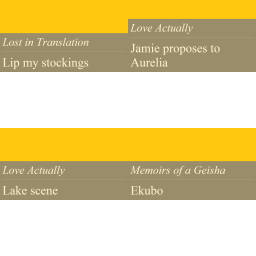 Lost in Translation
Lip my stockings
Love Actually
Jamie proposes to
Aurelia
Love Actually
Lake scene
Memoirs of a Geisha
Ekubo